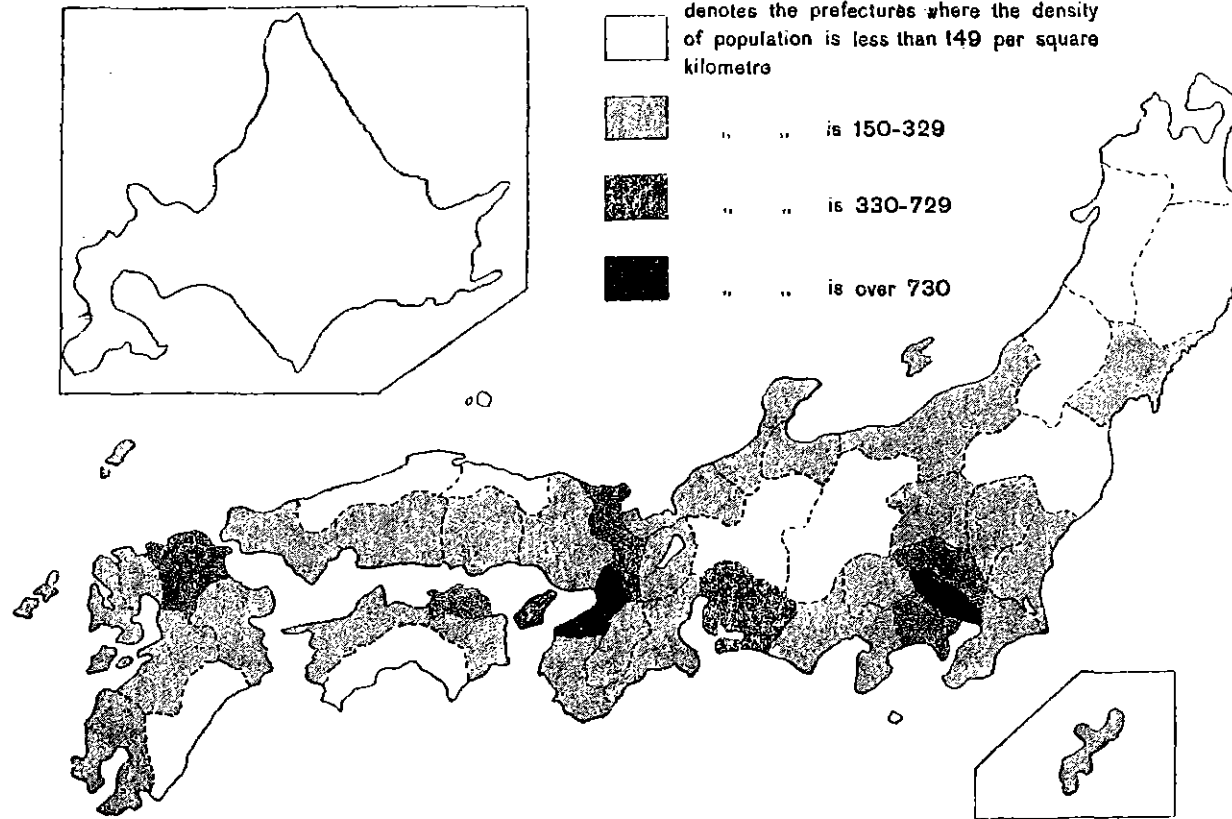 denotes the prefectures where the density
of population is less than 149 per square
kilometre
„ „ is 150-329
„ „ is 330-729
„ „ is over 730